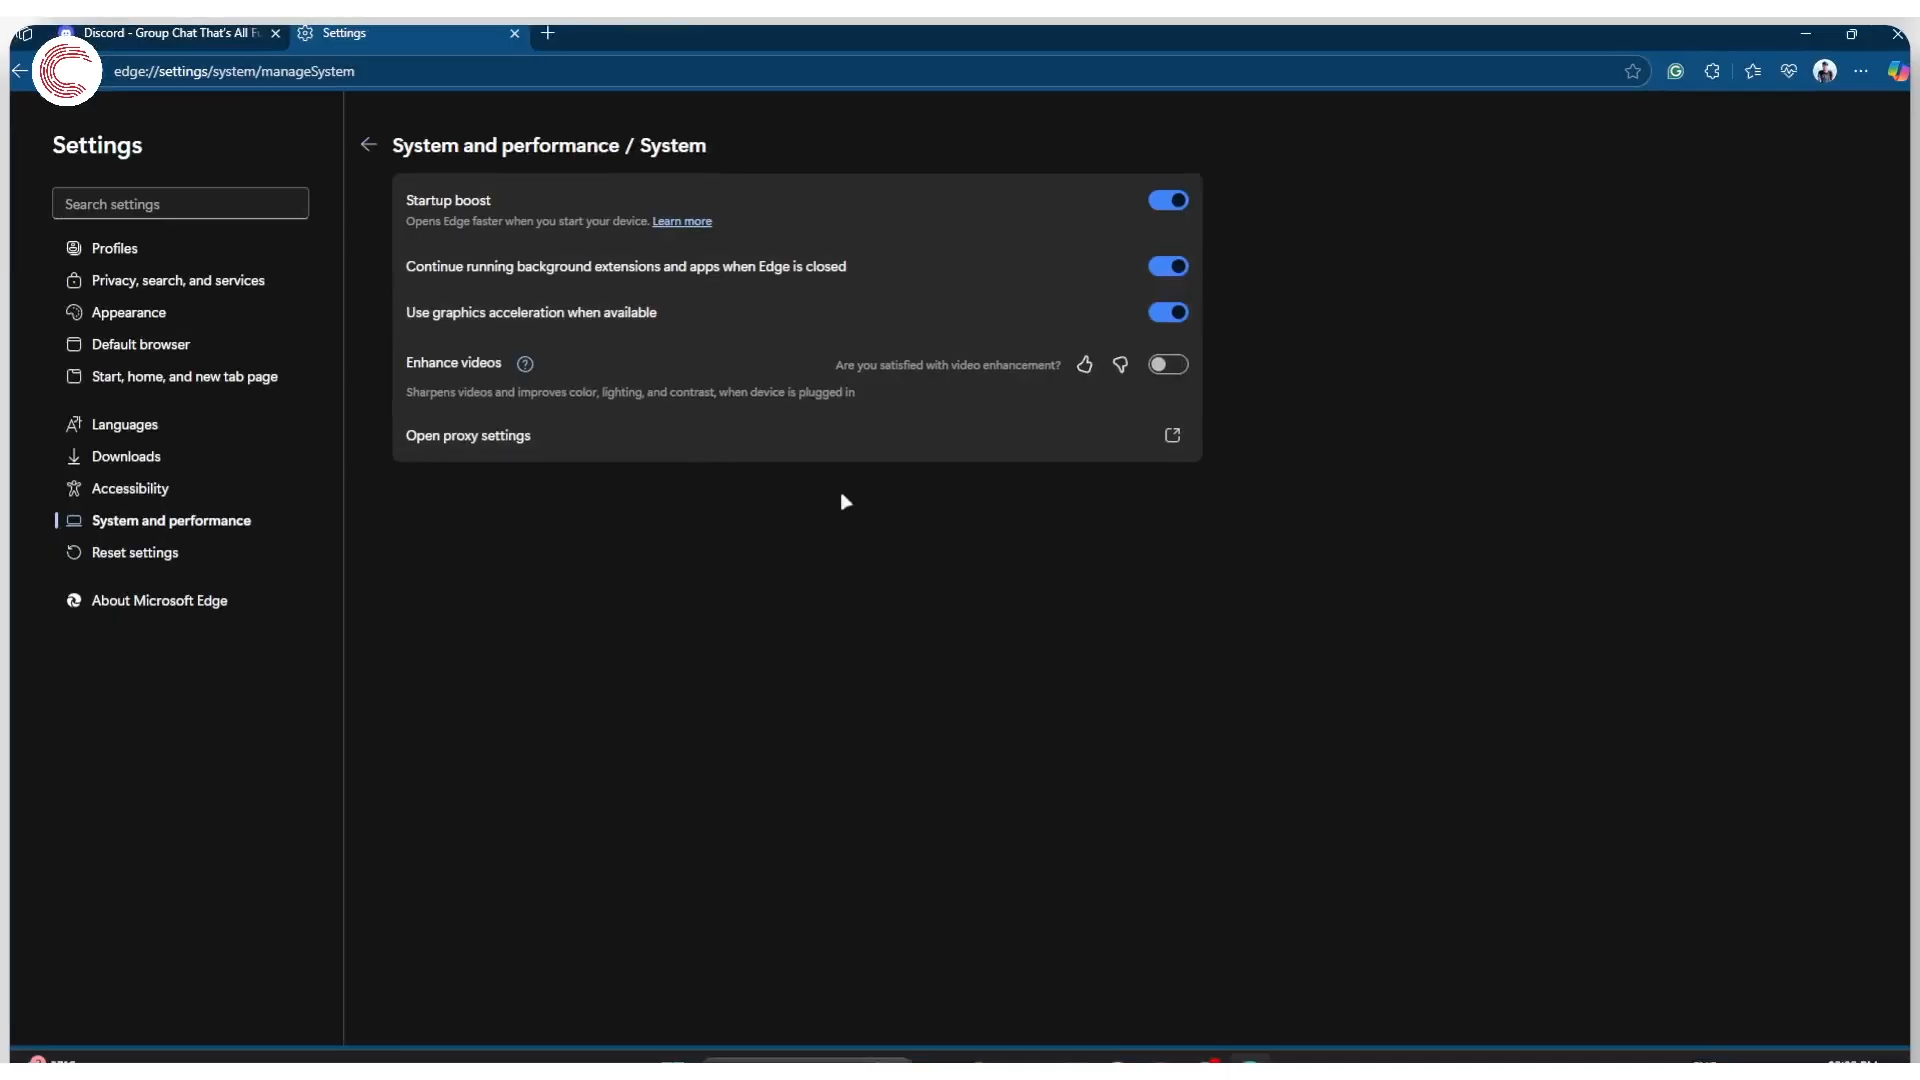 Discord - Group Chat That's All Fu
Settings
edge://settings/system/manageSystem
Settings
Search settings
Profiles
Privacy, search, and services
Appearance
Default browser
Start, home, and new tab page
Languages
Downloads
Accessibility
System and performance
Reset settings
About Microsoft Edge
System and performance / System
Startup boost
Opens Edge faster when you start your device. Learn more
Continue running background extensions and apps when Edge is closed
Use graphics acceleration when available
Enhance videos
Are you satisfied with video enhancement?
Sharpens videos and improves color, lighting, and contrast, when device is plugged in
Open proxy settings